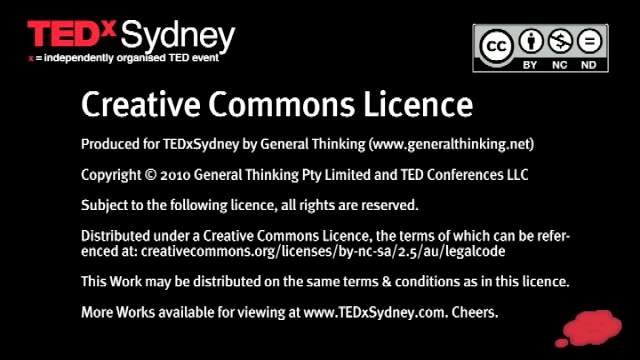 TEDxSydney
x = independently organised TED event
CC BY NC ND
Creative Commons Licence
Produced for TEDxSydney by General Thinking (www.generalthinking.net)
Copyright © 2010 General Thinking Pty Limited and TED Conferences LLC
Subject to the following licence, all rights are reserved.
Distributed under a Creative Commons Licence, the terms of which can be refer-
enced at: creativecommons.org/licenses/by-nc-sa/2.5/au/legalcode
This Work may be distributed on the same terms & conditions as in this licence.
More Works available for viewing at www.TEDxSydney.com. Cheers.